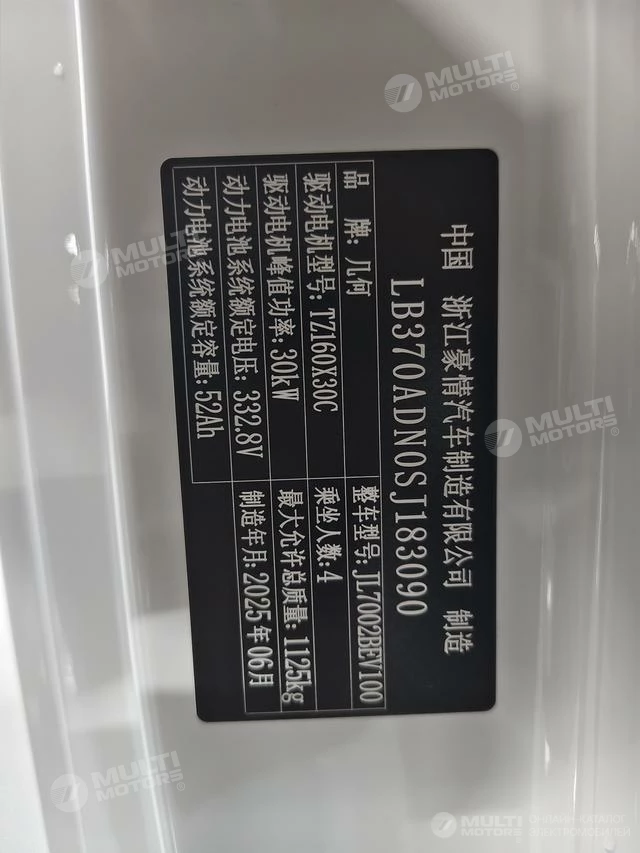 中国 浙江豪情汽车制造有限公司 制造
LB370ADN0SJ183090
品 牌: 几何 整车型号: JL7002BEV100
驱动电机型号: TZ160X30C 乘坐人数: 4
驱动电机峰值功率: 30kW 最大允许总质量: 1125kg
动力电池系统额定电压: 332.8V 制造年月: 2025年06月
动力电池系统额定容量: 52Ah
MULTI
MOTORS®
MULTI
MOTORS®
MULTI
MOTORS®
MULTI
MOTORS®
MULTI
MOTORS
ОНЛАЙН-КАТАЛОГ
ЭЛЕКТРОМОБИЛЕЙ